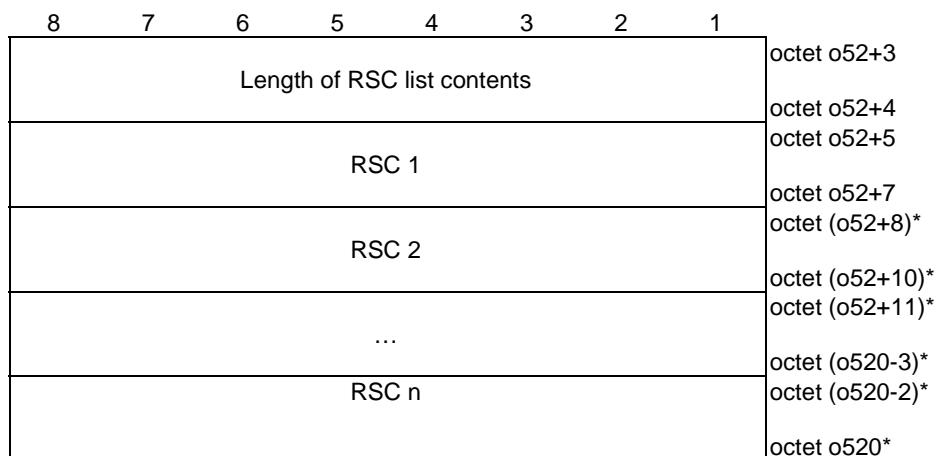 8 7 6 5 4 3 2 1
octet o52+3
Length of RSC list contents
octet o52+4
octet o52+5
RSC 1
octet o52+7
octet (o52+8)*
RSC 2
octet (o52+10)*
octet (o52+11)*
…
octet (o520-3)*
RSC n octet (o520-2)*
octet o520*